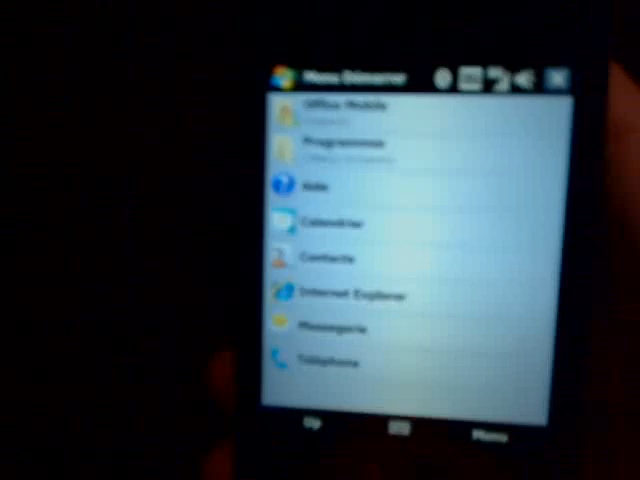 Menu Démarrer
Office Mobile
Programmes
Aide
Calendrier
Contacts
Internet Explorer
Messagerie
Téléphone
Menu